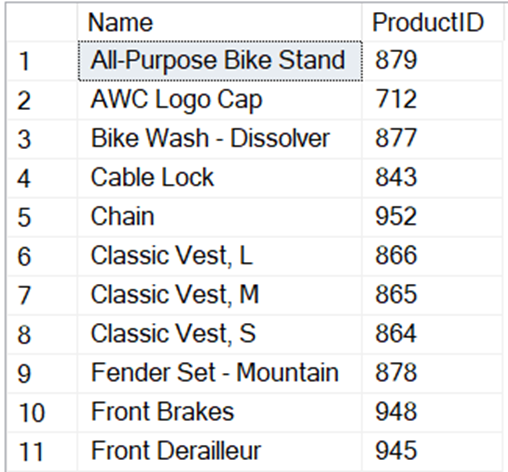 Name ProductID
1 All-Purpose Bike Stand 879
2 AWC Logo Cap 712
3 Bike Wash - Dissolver 877
4 Cable Lock 843
5 Chain 952
6 Classic Vest, L 866
7 Classic Vest, M 865
8 Classic Vest, S 864
9 Fender Set - Mountain 878
10 Front Brakes 948
11 Front Derailleur 945